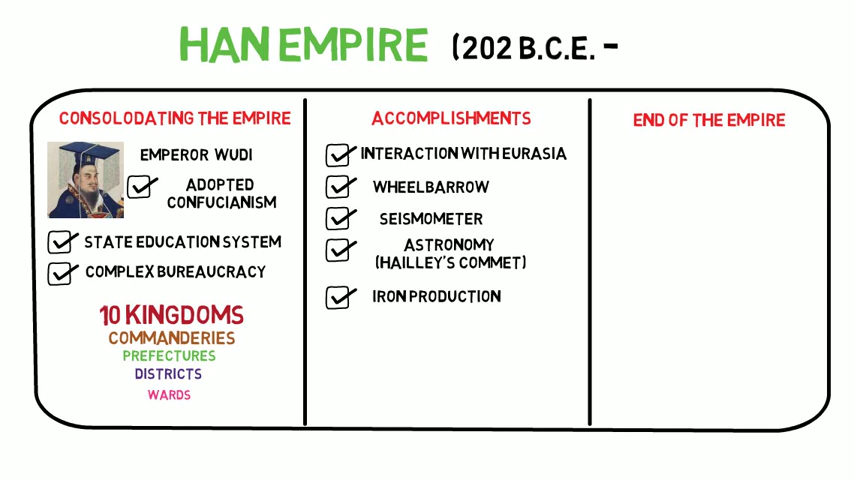 HAN EMPIRE (202 B.C.E. -
CONSOLODATING THE EMPIRE
EMPEROR WUDI
ADOPTED
CONFUCIANISM
STATE EDUCATION SYSTEM
COMPLEX BUREAUCRACY
10 KINGDOMS
COMMANDERIES
PREFECTURES
DISTRICTS
WARDS
ACCOMPLISHMENTS
INTERACTION WITH EURASIA
WHEELBARROW
SEISMOMETER
ASTRONOMY
(HAILLEY'S COMMET)
IRON PRODUCTION
END OF THE EMPIRE